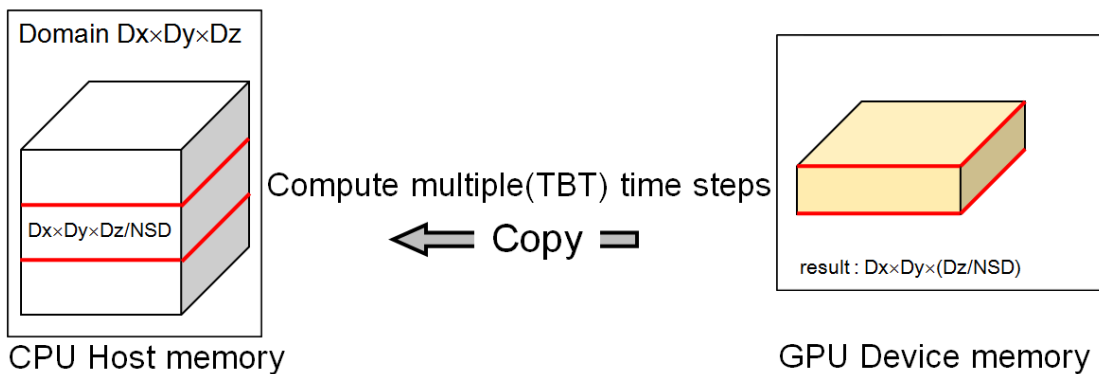 Domain Dx×Dy×Dz
Dx×Dy×Dz/NSD
CPU Host memory
Compute multiple(TBT) time steps
Copy
result : Dx×Dy×(Dz/NSD)
GPU Device memory